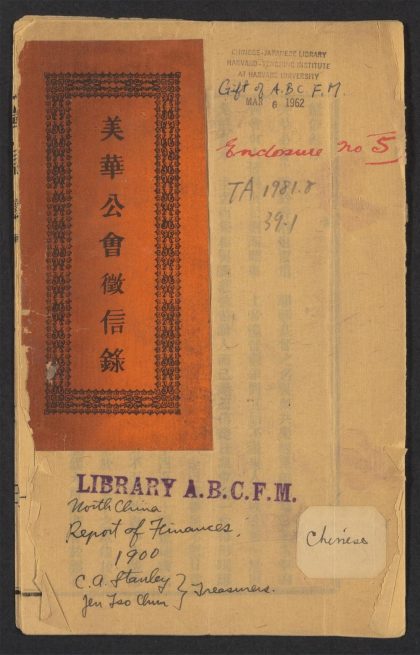 美華公會徵信錄
CHINESE-JAPANESE LIBRARY
HARVARD-YENCHING INSTITUTE
AT HARVARD UNIVERSITY
Gift of A.B.C.F.M.
MAR 6 1962
Enclosure no 5
TA 1981.8
39.1
LIBRARY A.B.C.F.M.
North China
Report of Finances.
1900
C.A. Stanley
Jen Tso Chun } Treasurers.
Chinese